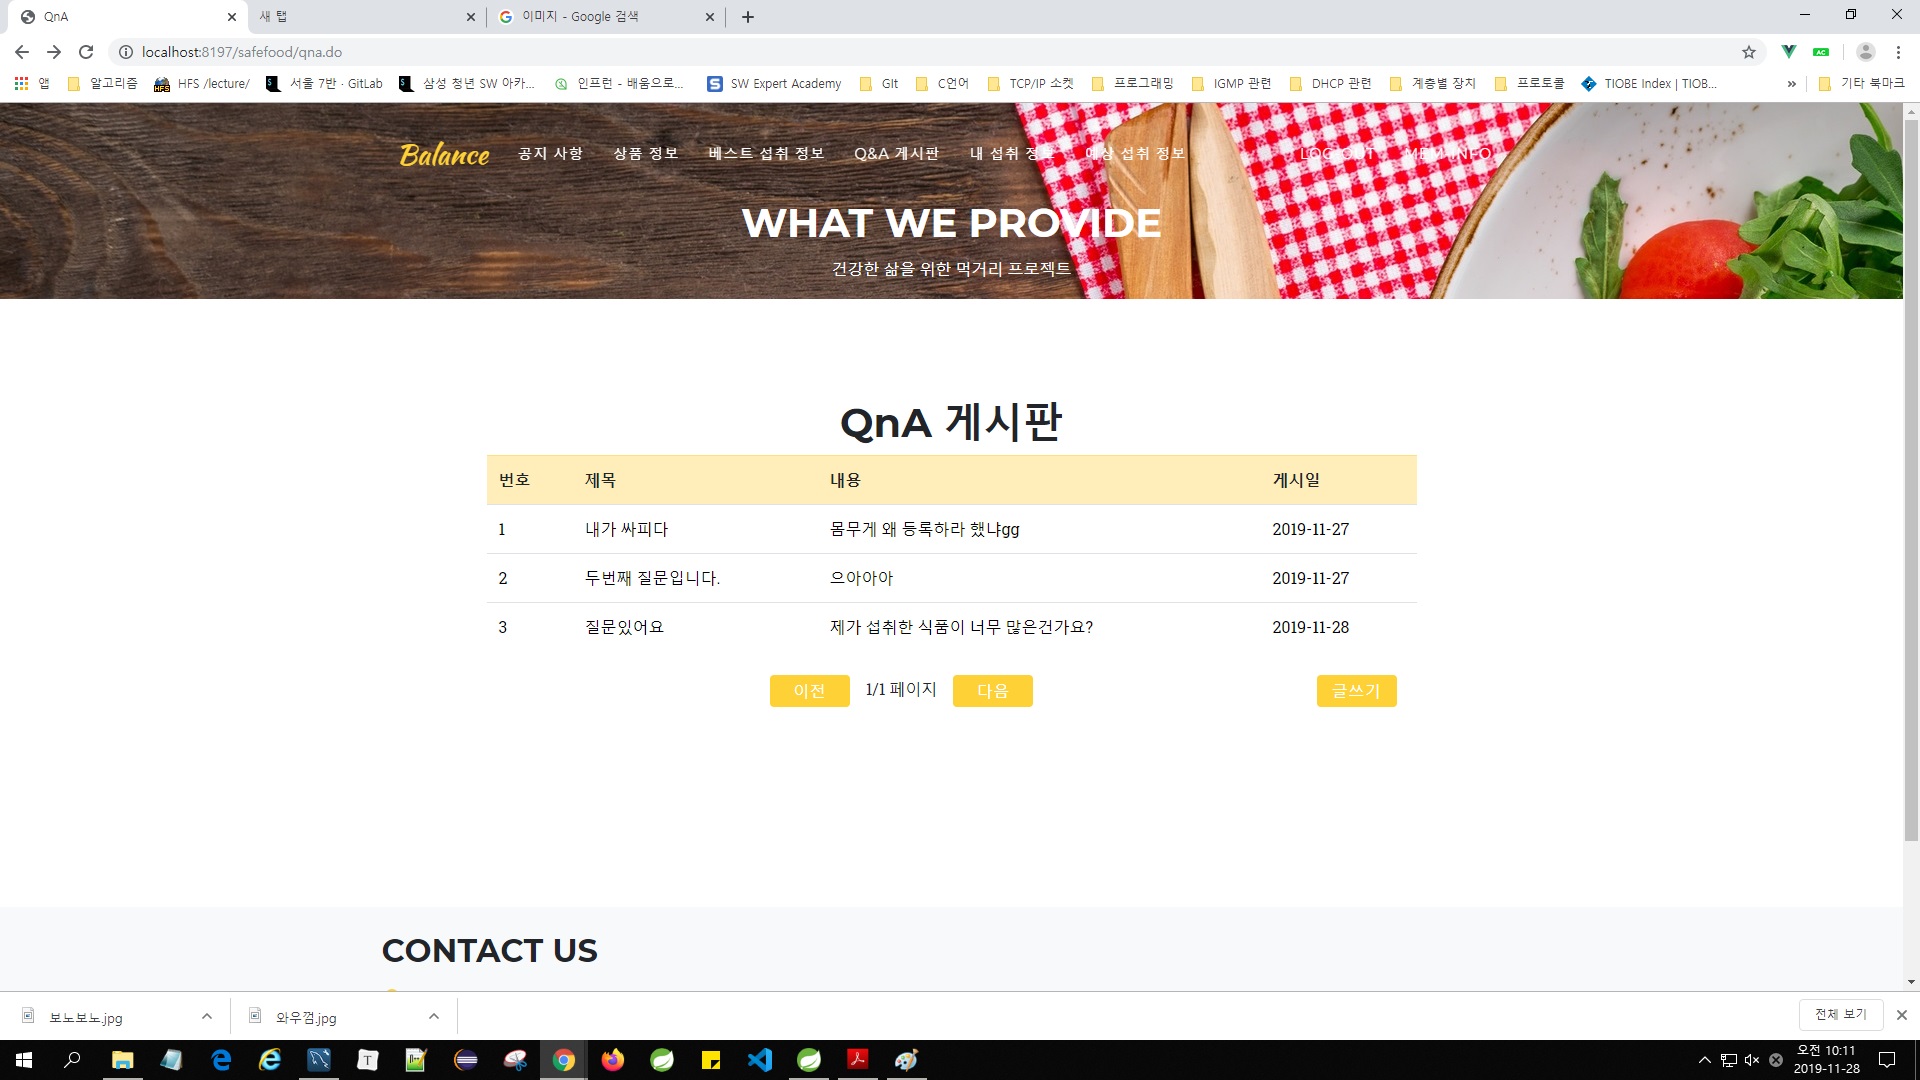 QnA
새 탭
이미지 - Google 검색
localhost:8197/safefood/qna.do
앱 알고리즘 HFS /lecture/ 서울 7반 · GitLab 삼성 청년 SW 아카... 인프런 - 배움으로... SW Expert Academy GIt C언어 TCP/IP 소켓 프로그래밍 IGMP 관련 DHCP 관련 계층별 장치 프로토콜 TIOBE Index | TIOB... » 기타 북마크
Balance 공지 사항 상품 정보 베스트 섭취 정보 Q&A 게시판 내 섭취 정보 예상 섭취 정보 LOG OUT MEM INFO
WHAT WE PROVIDE
건강한 삶을 위한 먹거리 프로젝트
QnA 게시판
번호 제목 내용 게시일
1 내가 싸피다 몸무게 왜 등록하라 했냐gg 2019-11-27
2 두번째 질문입니다. 으아아아 2019-11-27
3 질문있어요 제가 섭취한 식품이 너무 많은건가요? 2019-11-28
이전 1/1 페이지 다음 글쓰기
CONTACT US
보노보노.jpg 와우껌.jpg 전체 보기
오전 10:11
2019-11-28